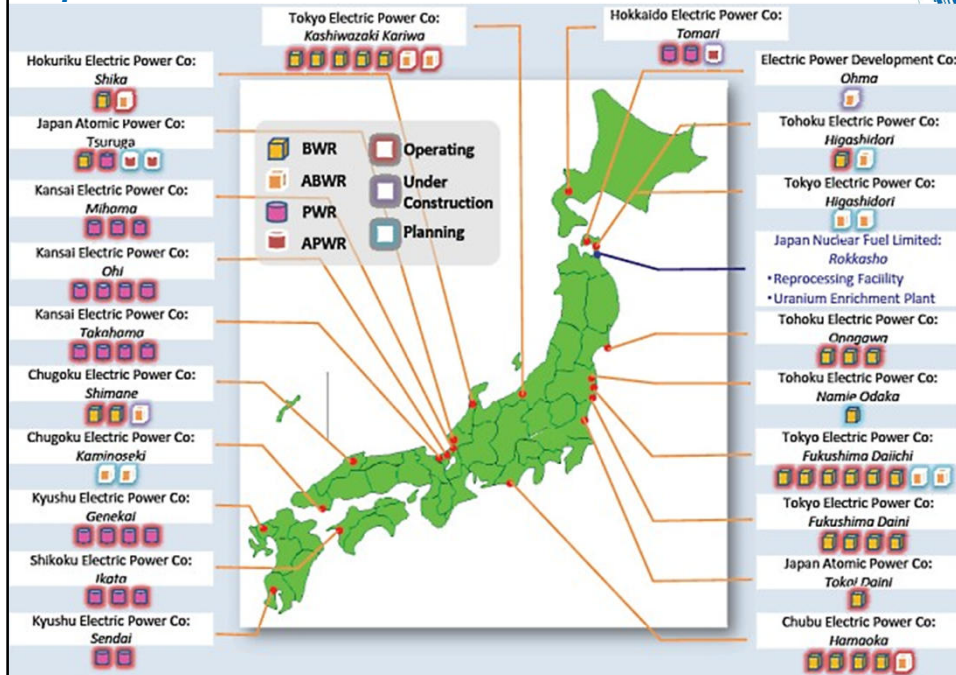 Tokyo Electric Power Co:
Kashiwazaki Kariwa
Hokkaido Electric Power Co:
Tomari
Hokuriku Electric Power Co:
Shika
Japan Atomic Power Co:
Tsuruga
Kansai Electric Power Co:
Mihama
Kansai Electric Power Co:
Ohi
Kansai Electric Power Co:
Takahama
Chugoku Electric Power Co:
Shimane
Chugoku Electric Power Co:
Kaminoseki
Kyushu Electric Power Co:
Genekai
Shikoku Electric Power Co:
Ikata
Kyushu Electric Power Co:
Sendai
BWR
ABWR
PWR
APWR
Operating
Under
Construction
Planning
Electric Power Development Co:
Ohma
Tohoku Electric Power Co:
Higashidori
Tokyo Electric Power Co:
Higashidori
Japan Nuclear Fuel Limited:
Rokkasho
•Reprocessing Facility
•Uranium Enrichment Plant
Tohoku Electric Power Co:
Onagawa
Tohoku Electric Power Co:
Namie Odaka
Tokyo Electric Power Co:
Fukushima Daiichi
Tokyo Electric Power Co:
Fukushima Daini
Japan Atomic Power Co:
Tokai Daini
Chubu Electric Power Co:
Hamaoka